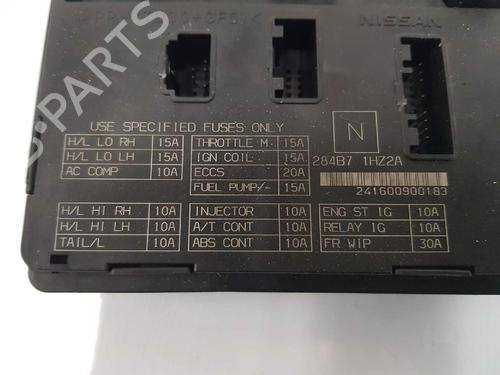 NISSAN
B-PARTS
USE SPECIFIED FUSES ONLY
N
H/L LO RH 15A THROTTLE M. 15A 284B7 1HZ2A
H/L LO LH 15A IGN COIL 15A
AC COMP 10A ECCS 20A
FUEL PUMP/- 15A 241600900183
H/L HI RH 10A INJECTOR 10A ENG ST IG 10A
H/L HI LH 10A A/T CONT 10A RELAY IG 10A
TAIL/L 10A ABS CONT 10A FR WIP 30A